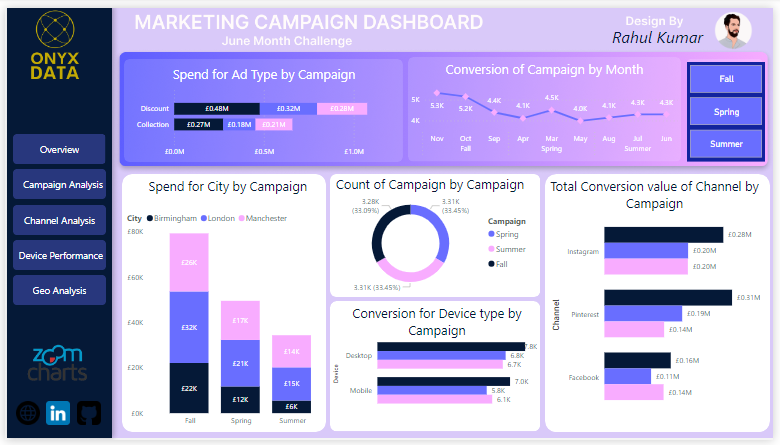 ONYX
DATA
MARKETING CAMPAIGN DASHBOARD
June Month Challenge
Design By
Rahul Kumar
Overview
Campaign Analysis
Channel Analysis
Device Performance
Geo Analysis
zoom
charts
in
Spend for Ad Type by Campaign
Discount £0.48M £0.32M £0.28M
Collection £0.27M £0.18M £0.21M
£0.0M £0.5M £1.0M
Conversion of Campaign by Month
5K
4K
5.3K 5.2K 4.4K 4.1K 4.5K 4.0K 4.1K 4.3K 4.3K
Nov Oct Sep Apr Mar May Aug Jul Jun
Fall Spring Summer
Fall
Spring
Summer
Spend for City by Campaign
City Birmingham London Manchester
£80K
£60K
£40K
£20K
£0K
£26K
£32K
£22K
£17K
£21K
£12K
£14K
£15K
£6K
Fall Spring Summer
Count of Campaign by Campaign
3.28K
(33.09%)
3.31K
(33.45%)
3.31K (33.45%)
Campaign
Spring
Summer
Fall
Conversion for Device type by
Campaign
Device
Desktop
7.8K
6.8K
6.7K
Mobile
7.0K
5.8K
6.1K
Total Conversion value of Channel by
Campaign
Channel
Instagram
£0.28M
£0.20M
£0.20M
Pinterest
£0.31M
£0.19M
£0.14M
Facebook
£0.16M
£0.11M
£0.14M